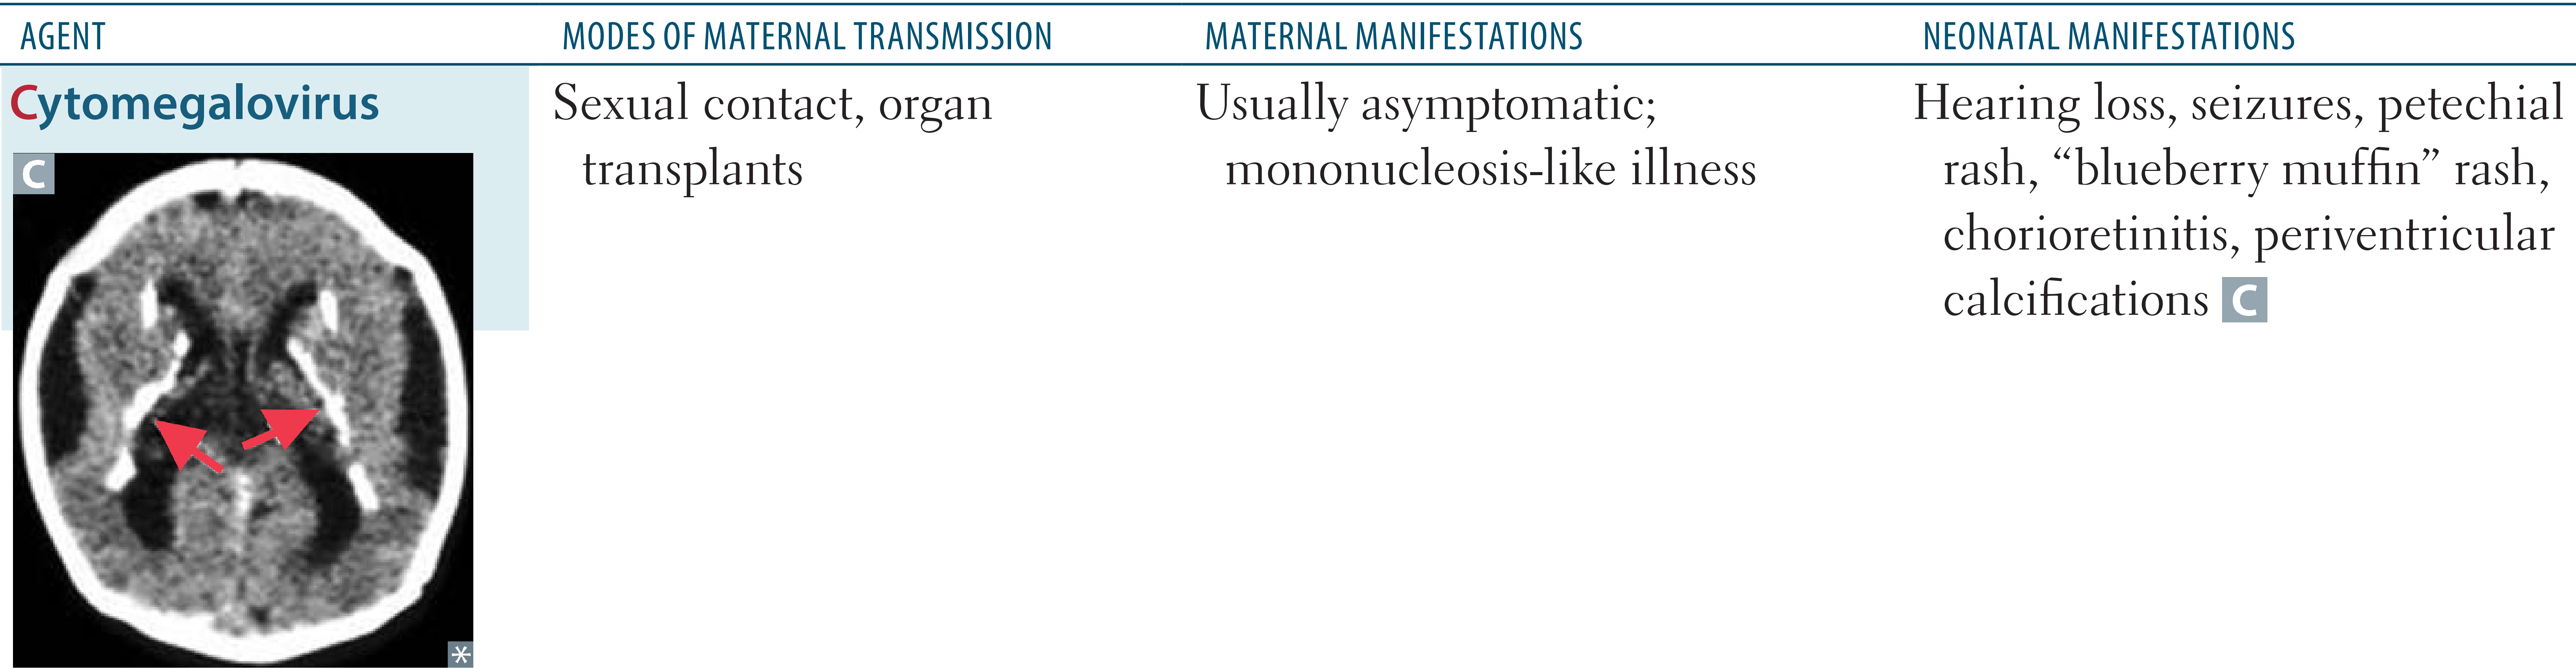 AGENT
MODES OF MATERNAL TRANSMISSION
MATERNAL MANIFESTATIONS
NEONATAL MANIFESTATIONS
Cytomegalovirus
C
*
Sexual contact, organ
transplants
Usually asymptomatic;
mononucleosis-like illness
Hearing loss, seizures, petechial
rash, “blueberry muffin” rash,
chorioretinitis, periventricular
calcifications C